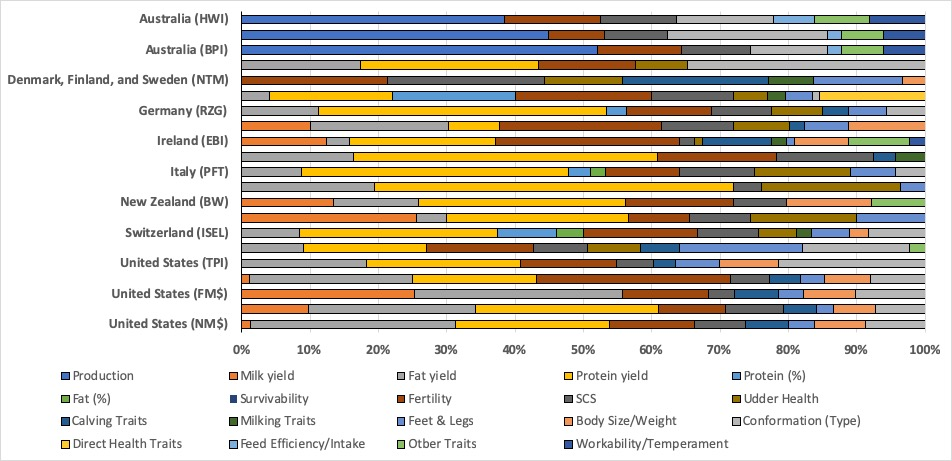 Australia (HWI)
Australia (BPI)
Denmark, Finland, and Sweden (NTM)
Germany (RZG)
Ireland (EBI)
Italy (PFT)
New Zealand (BW)
Switzerland (ISEL)
United States (TPI)
United States (FM$)
United States (NM$)
0% 10% 20% 30% 40% 50% 60% 70% 80% 90% 100%
Production Milk yield Fat yield Protein yield Protein (%)
Fat (%) Survivability Fertility SCS Udder Health
Calving Traits Milking Traits Feet & Legs Body Size/Weight Conformation (Type)
Direct Health Traits Feed Efficiency/Intake Other Traits Workability/Temperament